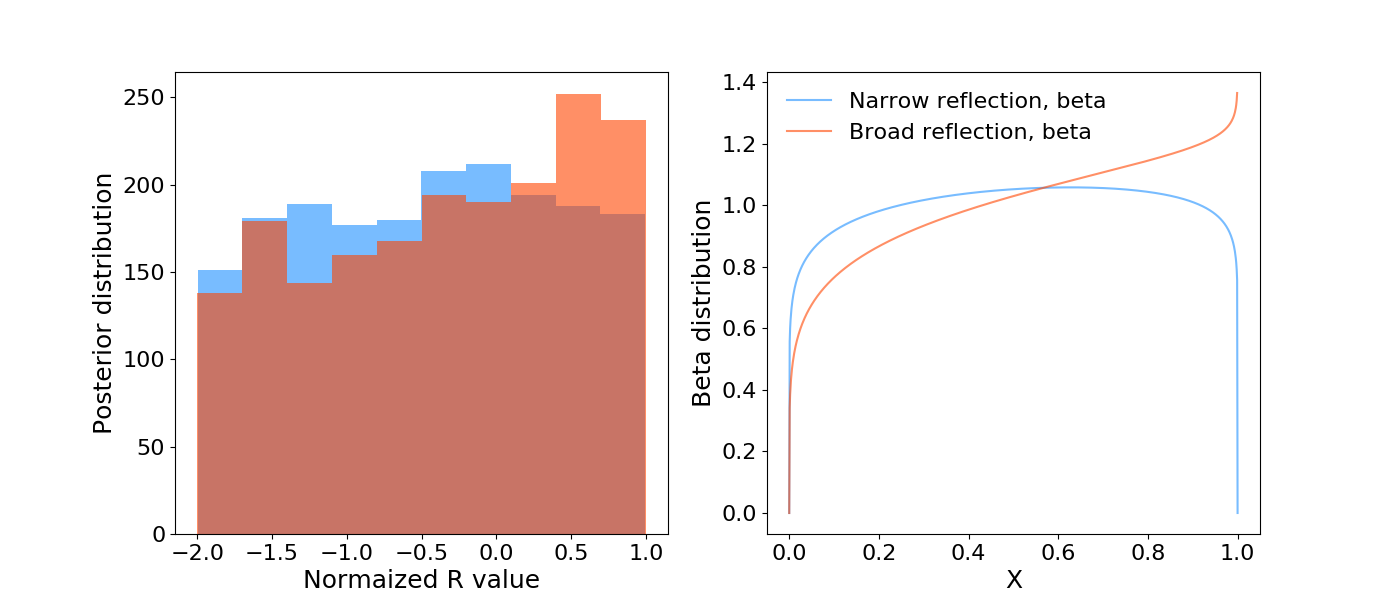 Posterior distribution
250
200
150
100
50
0
−2.0 −1.5 −1.0 −0.5 0.0 0.5 1.0
Normaized R value
Beta distribution
1.4
1.2
1.0
0.8
0.6
0.4
0.2
0.0
Narrow reflection, beta
Broad reflection, beta
0.0 0.2 0.4 0.6 0.8 1.0
X